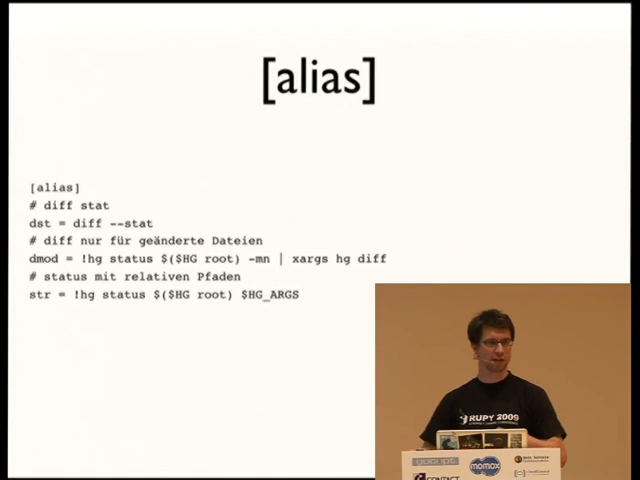 [alias]
[alias]
# diff stat
dst = diff --stat
# diff nur für geänderte Dateien
dmod = !hg status $($HG root) -mn | xargs hg diff
# status mit relativen Pfaden
str = !hg status $($HG root) $HG_ARGS
RUPY 2009
momox
CONTACT